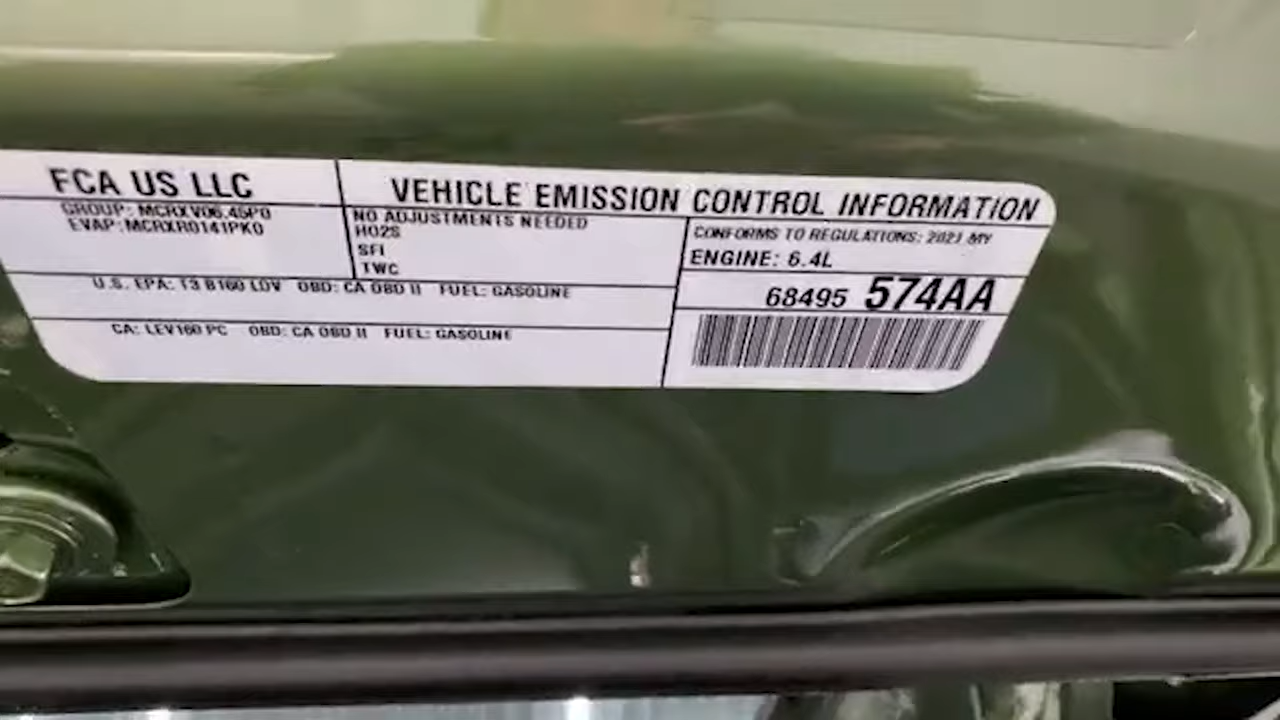 FCA US LLC
VEHICLE EMISSION CONTROL INFORMATION
GROUP: MCRXV06.45P0
EVAP: MCRXR0141PK0
NO ADJUSTMENTS NEEDED
HO2S
SFI
TWC
CONFORMS TO REGULATIONS: 2021 MY
ENGINE: 6.4L
U.S. EPA: T3 B160 LDV OBD: CA OBD II FUEL: GASOLINE
68495 574AA
CA: LEV160 PC OBD: CA OBD II FUEL: GASOLINE